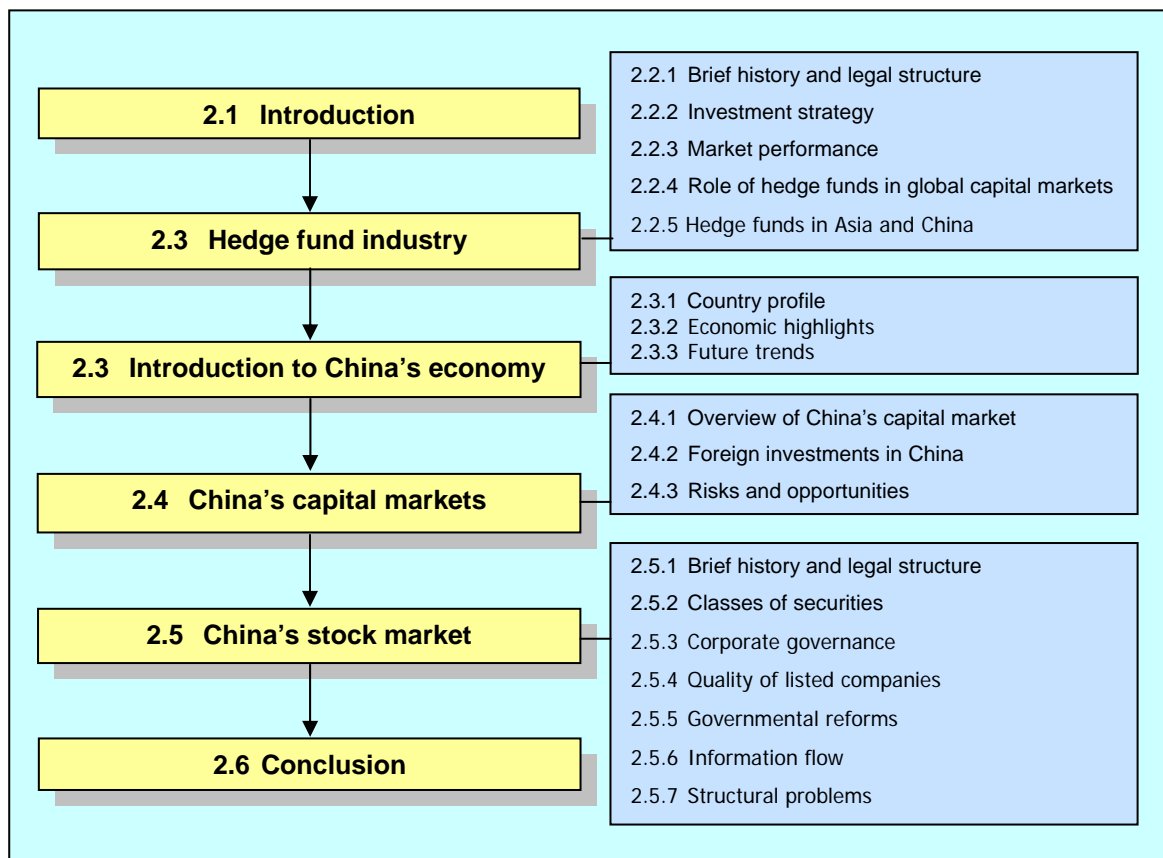 2.1 Introduction
2.2.1 Brief history and legal structure
2.2.2 Investment strategy
2.2.3 Market performance
2.2.4 Role of hedge funds in global capital markets
2.2.5 Hedge funds in Asia and China
2.3 Hedge fund industry
2.3.1 Country profile
2.3.2 Economic highlights
2.3.3 Future trends
2.3 Introduction to China’s economy
2.4.1 Overview of China’s capital market
2.4.2 Foreign investments in China
2.4.3 Risks and opportunities
2.4 China’s capital markets
2.5.1 Brief history and legal structure
2.5.2 Classes of securities
2.5.3 Corporate governance
2.5.4 Quality of listed companies
2.5.5 Governmental reforms
2.5.6 Information flow
2.5.7 Structural problems
2.5 China’s stock market
2.6 Conclusion